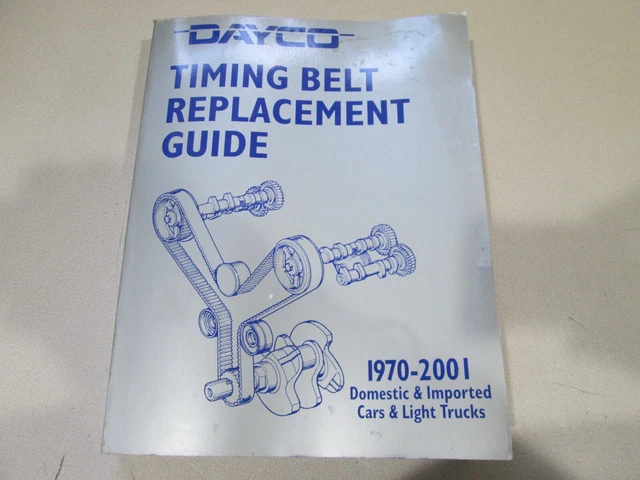 DAYCO
TIMING BELT
REPLACEMENT
GUIDE
1970-2001
Domestic & Imported
Cars & Light Trucks